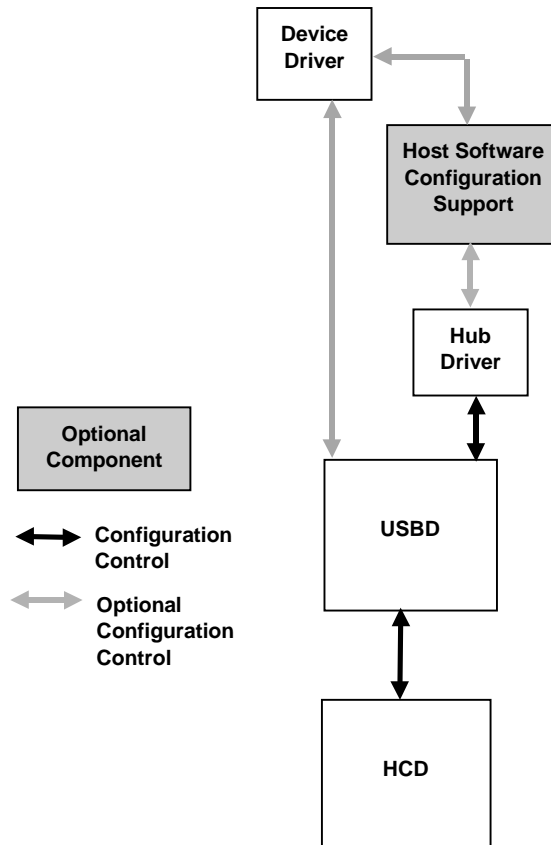 Device
Driver
Host Software
Configuration
Support
Hub
Driver
Optional
Component
USBD
Configuration
Control
Optional
Configuration
Control
HCD